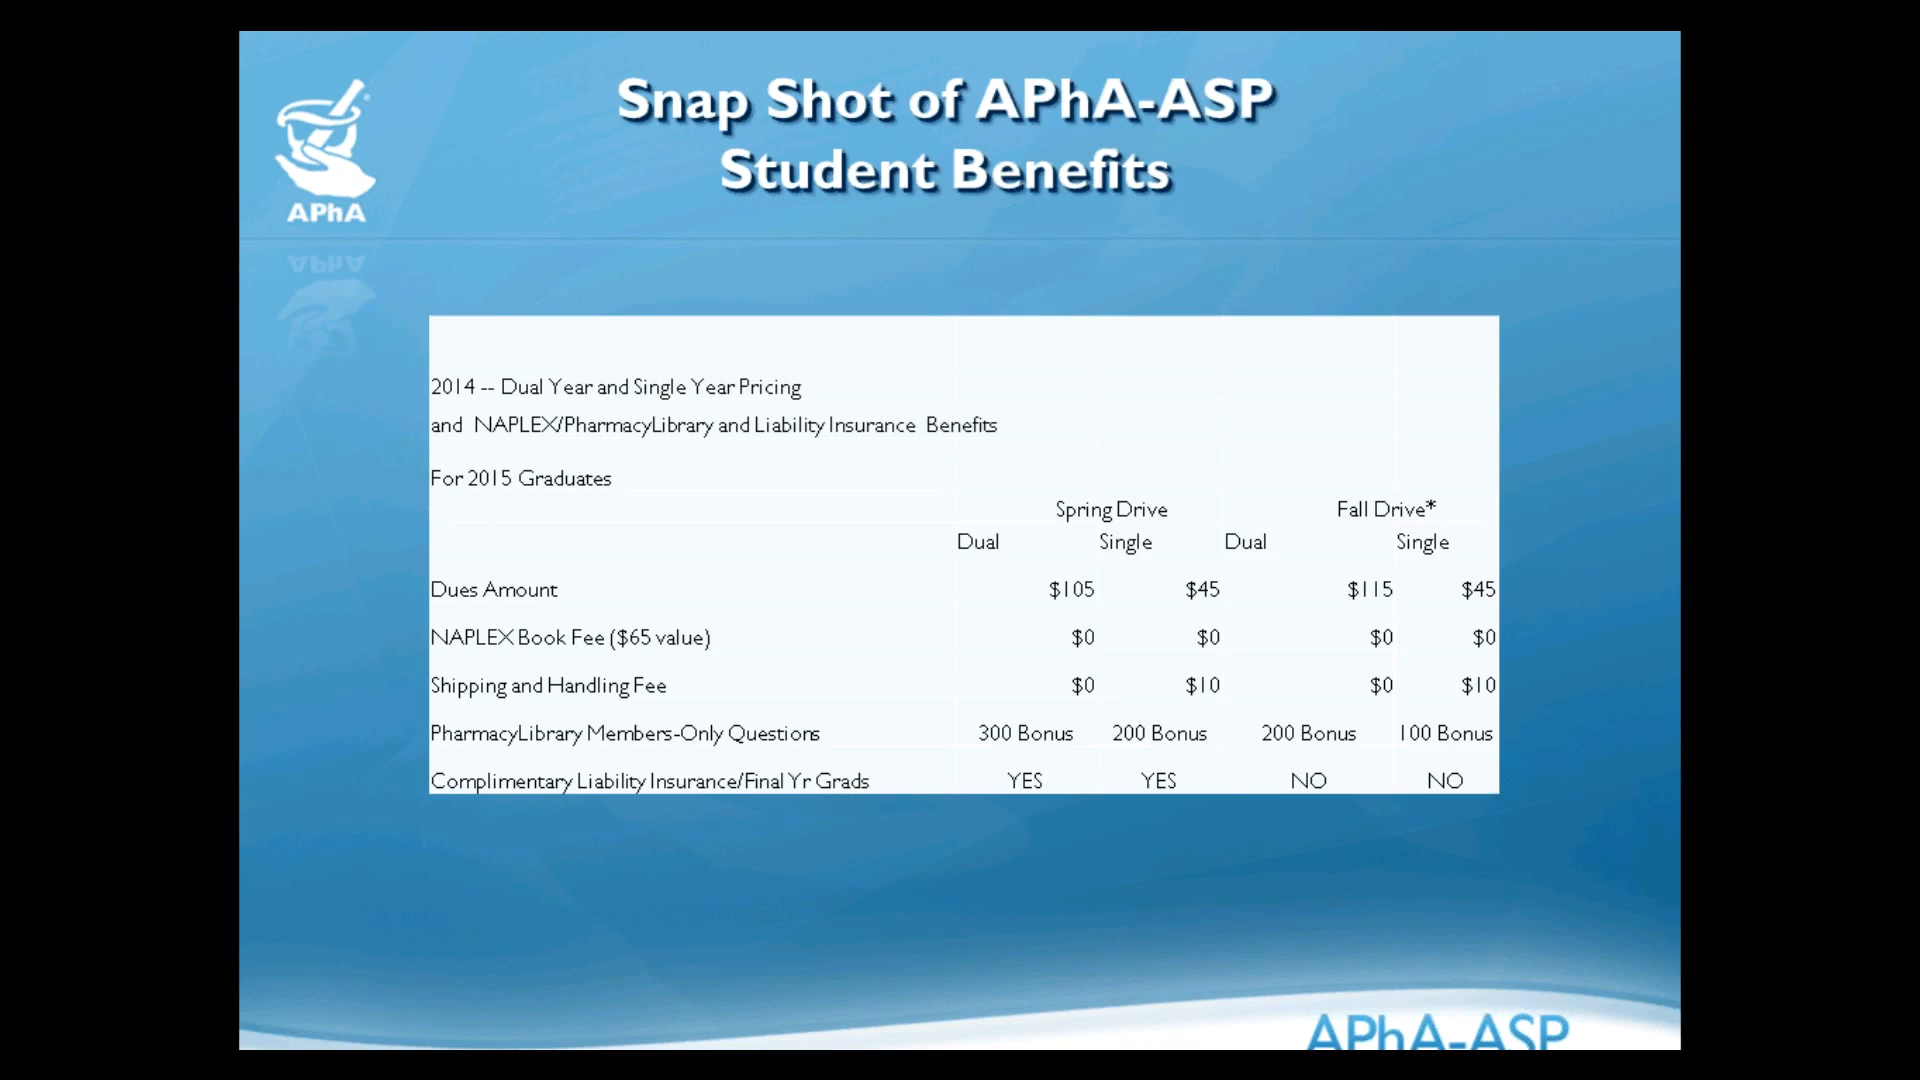 Snap Shot of APhA-ASP
Student Benefits
APhA
2014 -- Dual Year and Single Year Pricing
and NAPLEX/PharmacyLibrary and Liability Insurance Benefits
For 2015 Graduates
Spring Drive Fall Drive*
Dual Single Dual Single
Dues Amount $105 $45 $115 $45
NAPLEX Book Fee ($65 value) $0 $0 $0 $0
Shipping and Handling Fee $0 $10 $0 $10
PharmacyLibrary Members-Only Questions 300 Bonus 200 Bonus 200 Bonus 100 Bonus
Complimentary Liability Insurance/Final Yr Grads YES YES NO NO
APhA-ASP